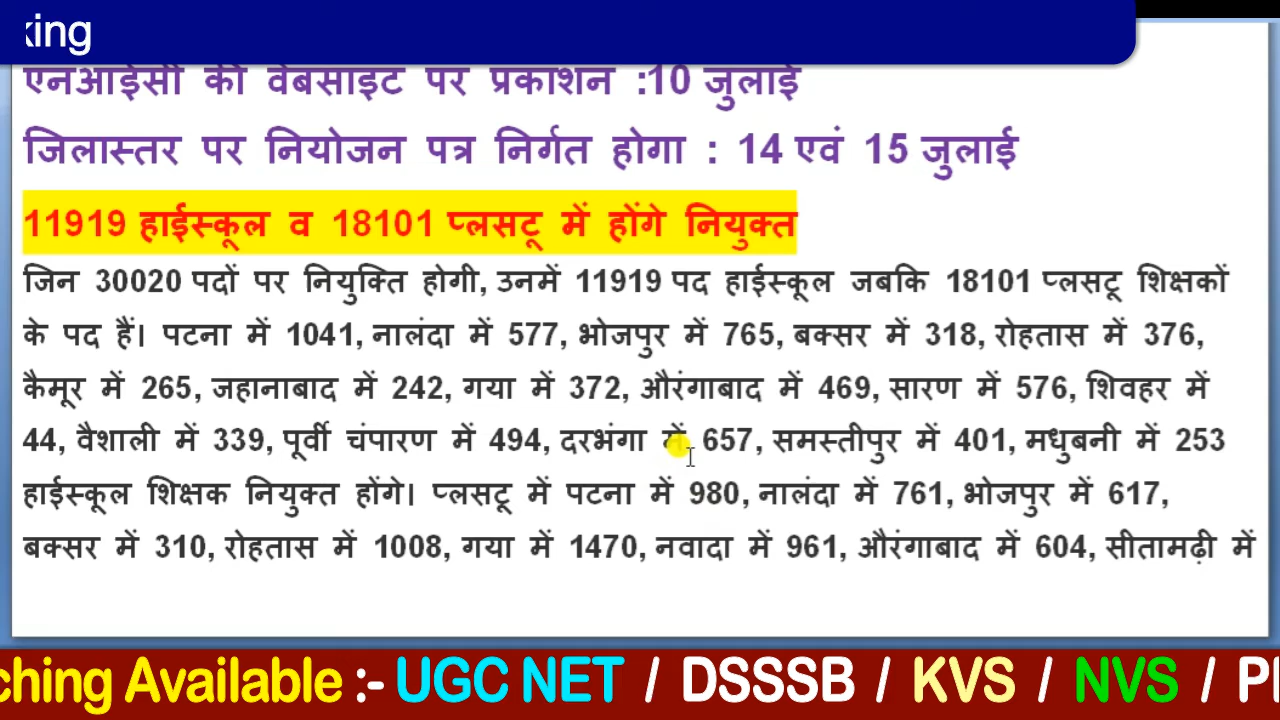 king
एनआईसी की वेबसाइट पर प्रकाशन :10 जुलाई
जिलास्तर पर नियोजन पत्र निर्गत होगा : 14 एवं 15 जुलाई
11919 हाईस्कूल व 18101 प्लसटू में होंगे नियुक्त
जिन 30020 पदों पर नियुक्ति होगी, उनमें 11919 पद हाईस्कूल जबकि 18101 प्लसटू शिक्षकों
के पद हैं। पटना में 1041, नालंदा में 577, भोजपुर में 765, बक्सर में 318, रोहतास में 376,
कैमूर में 265, जहानाबाद में 242, गया में 372, औरंगाबाद में 469, सारण में 576, शिवहर में
44, वैशाली में 339, पूर्वी चंपारण में 494, दरभंगा में 657, समस्तीपुर में 401, मधुबनी में 253
हाईस्कूल शिक्षक नियुक्त होंगे। प्लसटू में पटना में 980, नालंदा में 761, भोजपुर में 617,
बक्सर में 310, रोहतास में 1008, गया में 1470, नवादा में 961, औरंगाबाद में 604, सीतामढ़ी में
ching Available :- UGC NET / DSSSB / KVS / NVS /